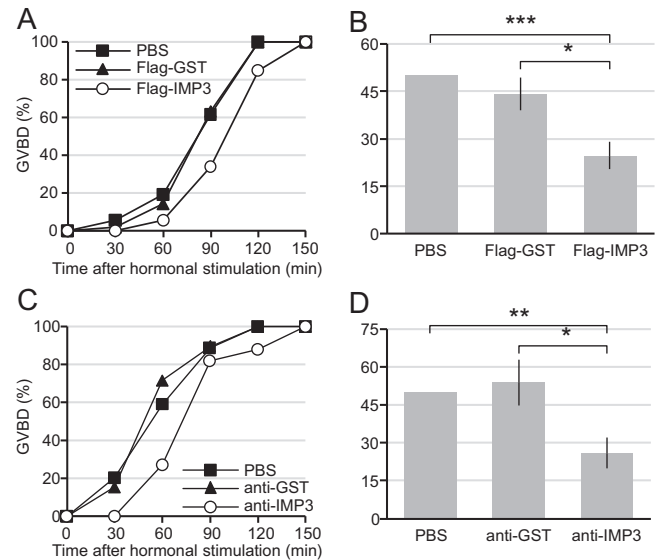 A
GVBD (%)
100
80
60
40
20
0
PBS
Flag-GST
Flag-IMP3
0 30 60 90 120 150
Time after hormonal stimulation (min)
B
***
*
60
45
30
15
0
PBS Flag-GST Flag-IMP3
C
GVBD (%)
100
80
60
40
20
0
PBS
anti-GST
anti-IMP3
0 30 60 90 120 150
Time after hormonal stimulation (min)
D
**
*
75
60
45
30
15
0
PBS anti-GST anti-IMP3